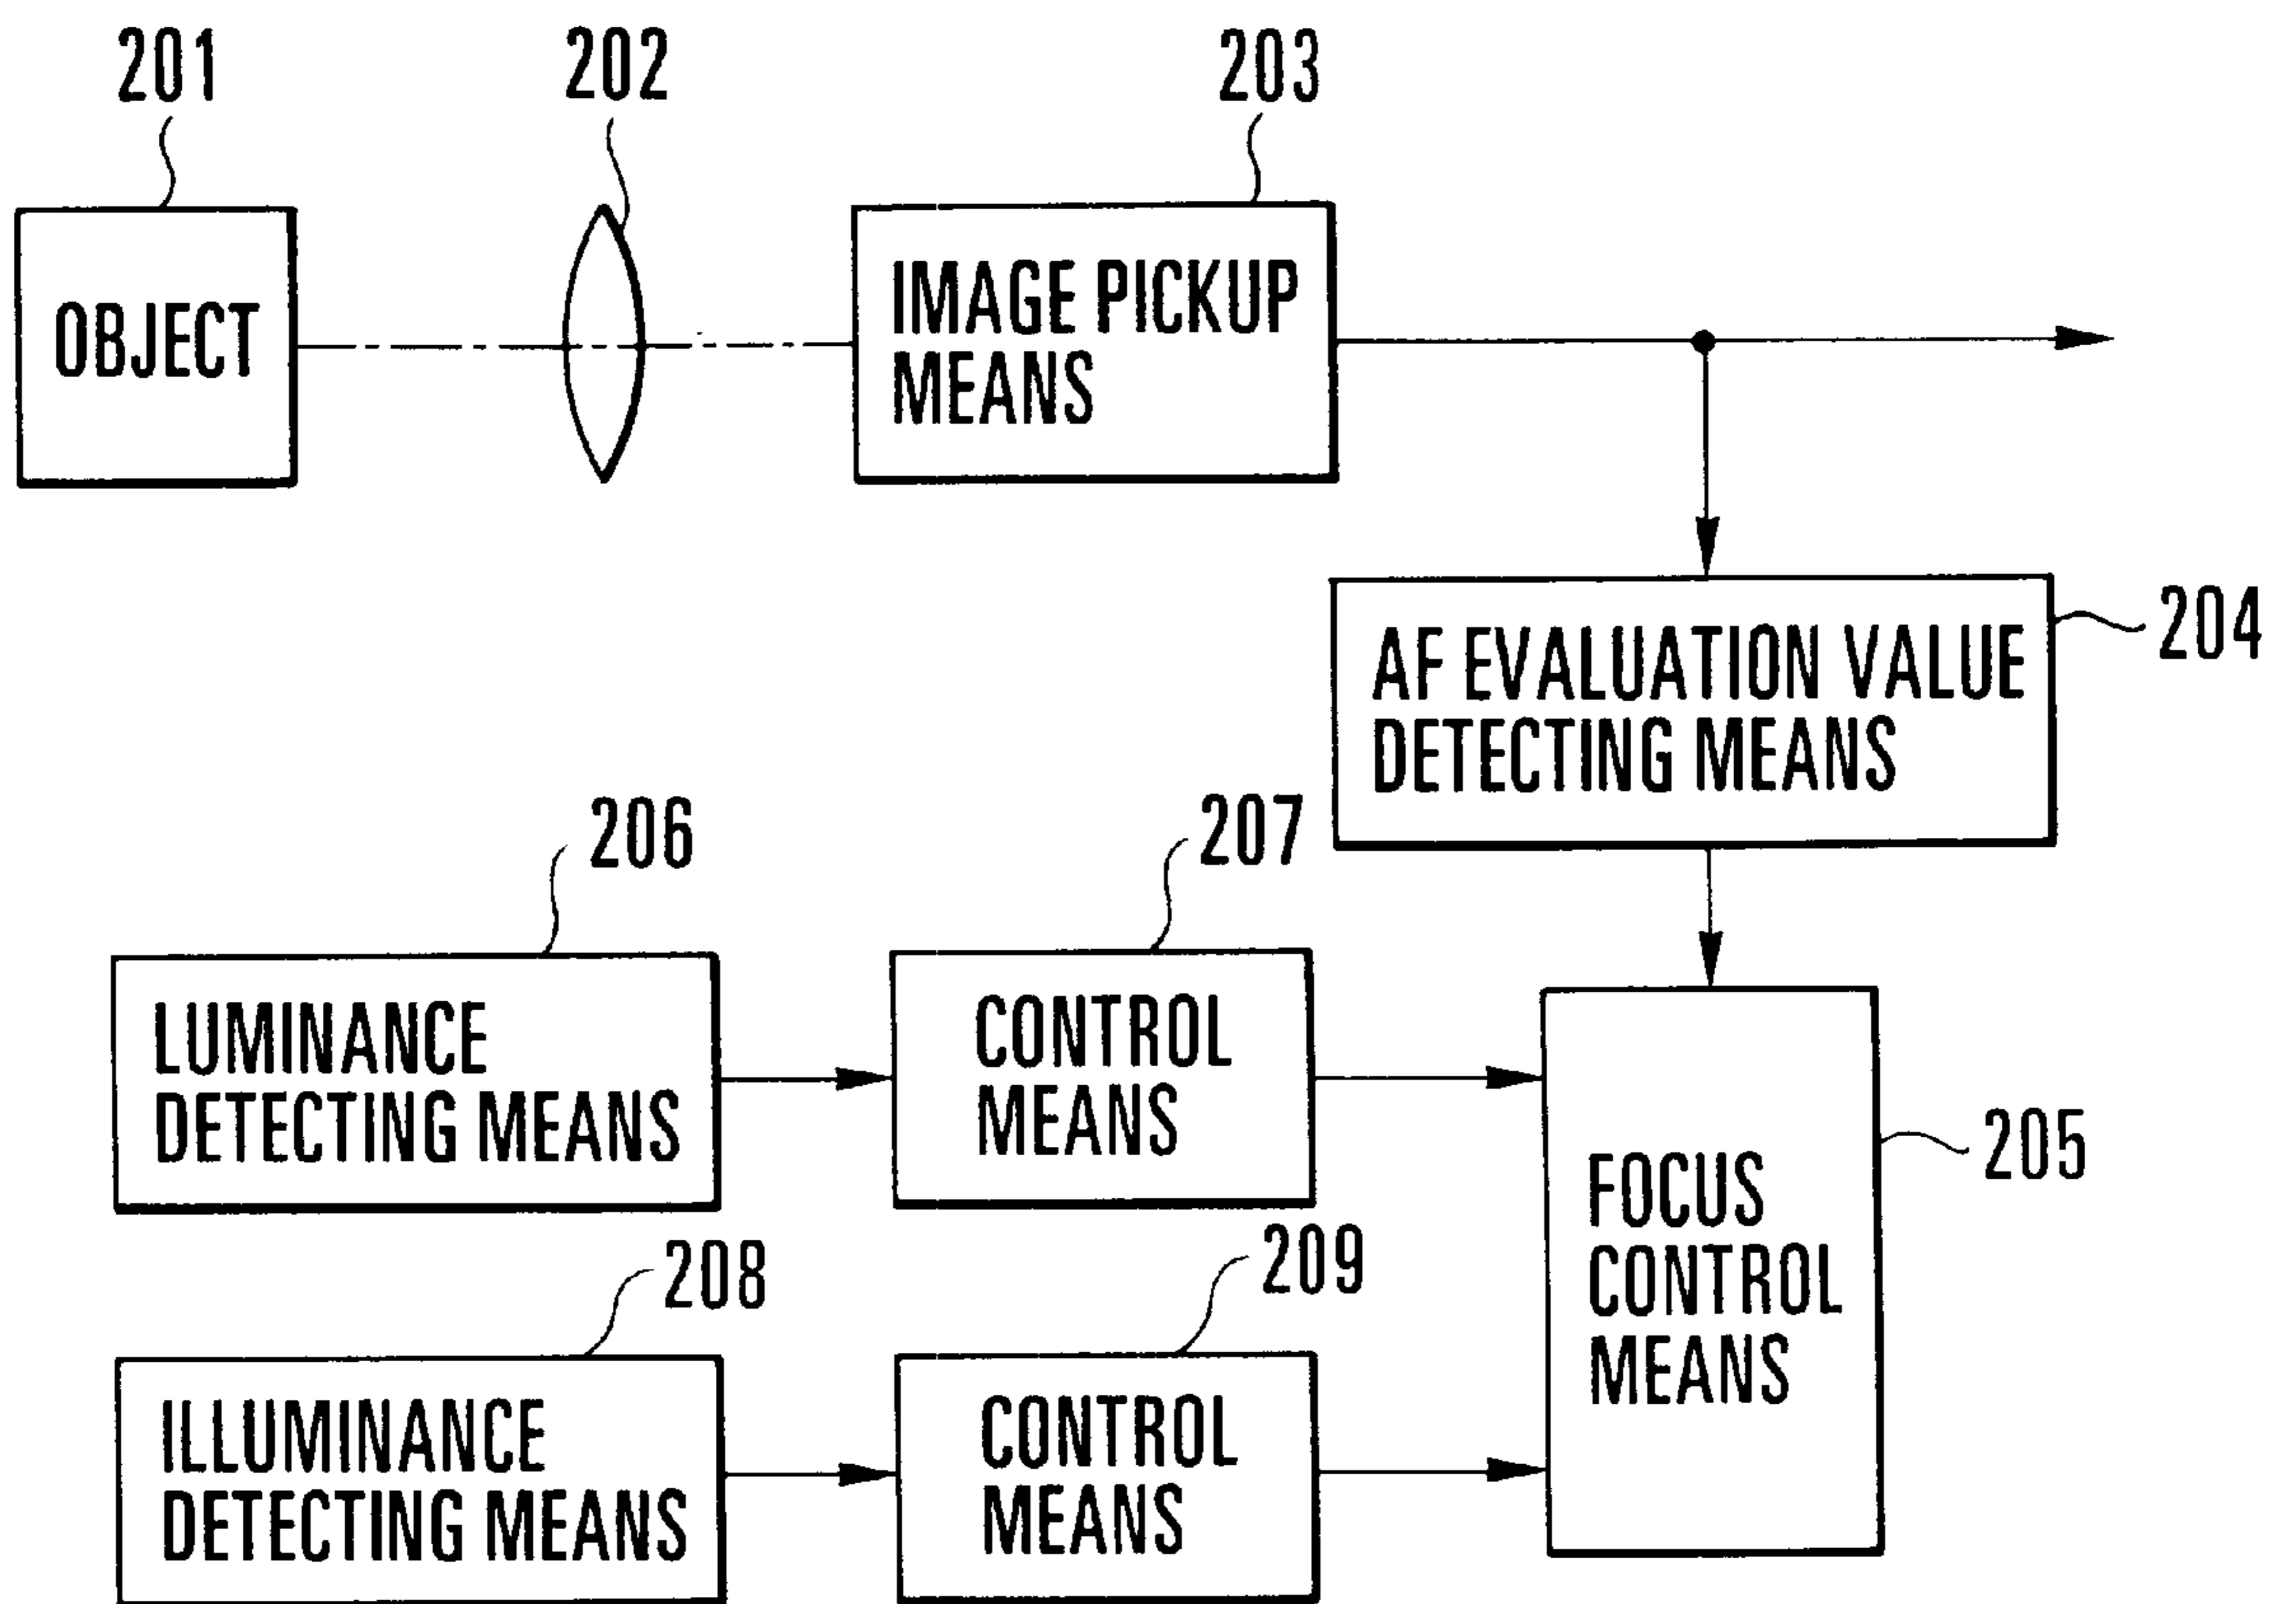 201
202
203
OBJECT
IMAGE PICKUP
MEANS
204
AF EVALUATION VALUE
DETECTING MEANS
206
207
LUMINANCE
DETECTING MEANS
CONTROL
MEANS
205
FOCUS
CONTROL
MEANS
208
209
ILLUMINANCE
DETECTING MEANS
CONTROL
MEANS